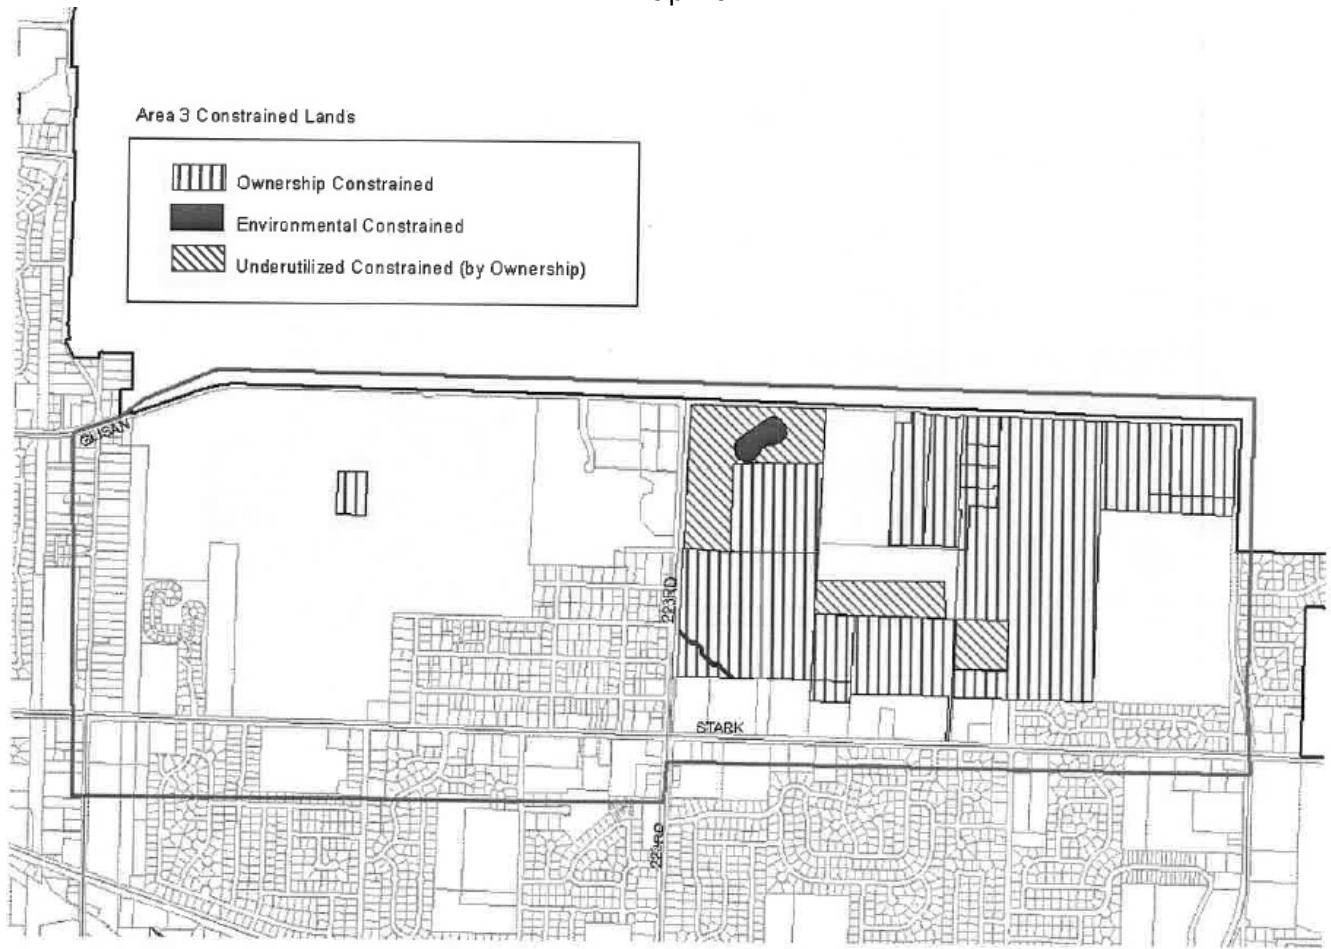 Area 3 Constrained Lands
Ownership Constrained
Environmental Constrained
Underutilized Constrained (by Ownership)
GLISAN
223RD
STARK
223RD